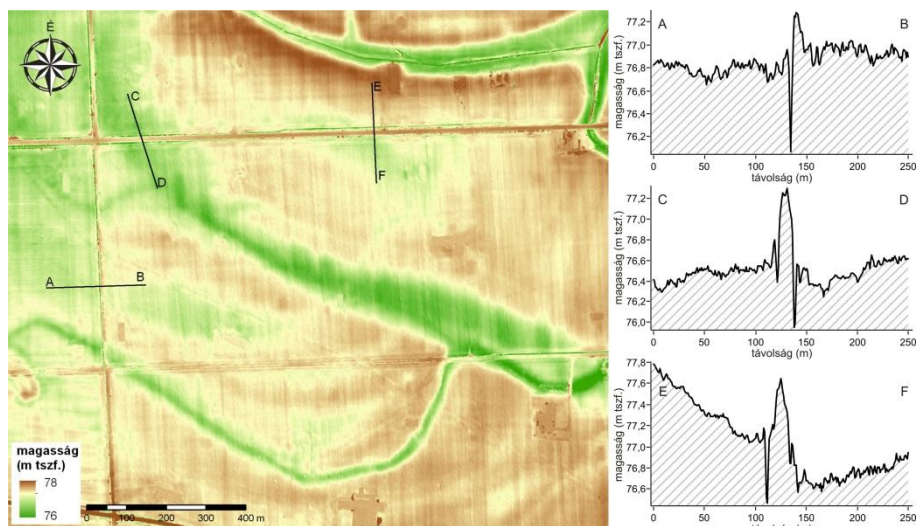 É
C
D
E
F
A
B
magasság
(m tszf.)
78
76
0
100
200
300
400 m
A
B
magasság (m tszf.)
77,2
77,0
76,8
76,6
76,4
76,2
0
50
100
150
200
250
távolság (m)
C
D
magasság (m tszf.)
77,2
77,0
76,8
76,6
76,4
76,2
76,0
0
50
100
150
200
250
távolság (m)
E
F
magasság (m tszf.)
77,8
77,6
77,4
77,2
77,0
76,8
76,6
0
50
100
150
200
250